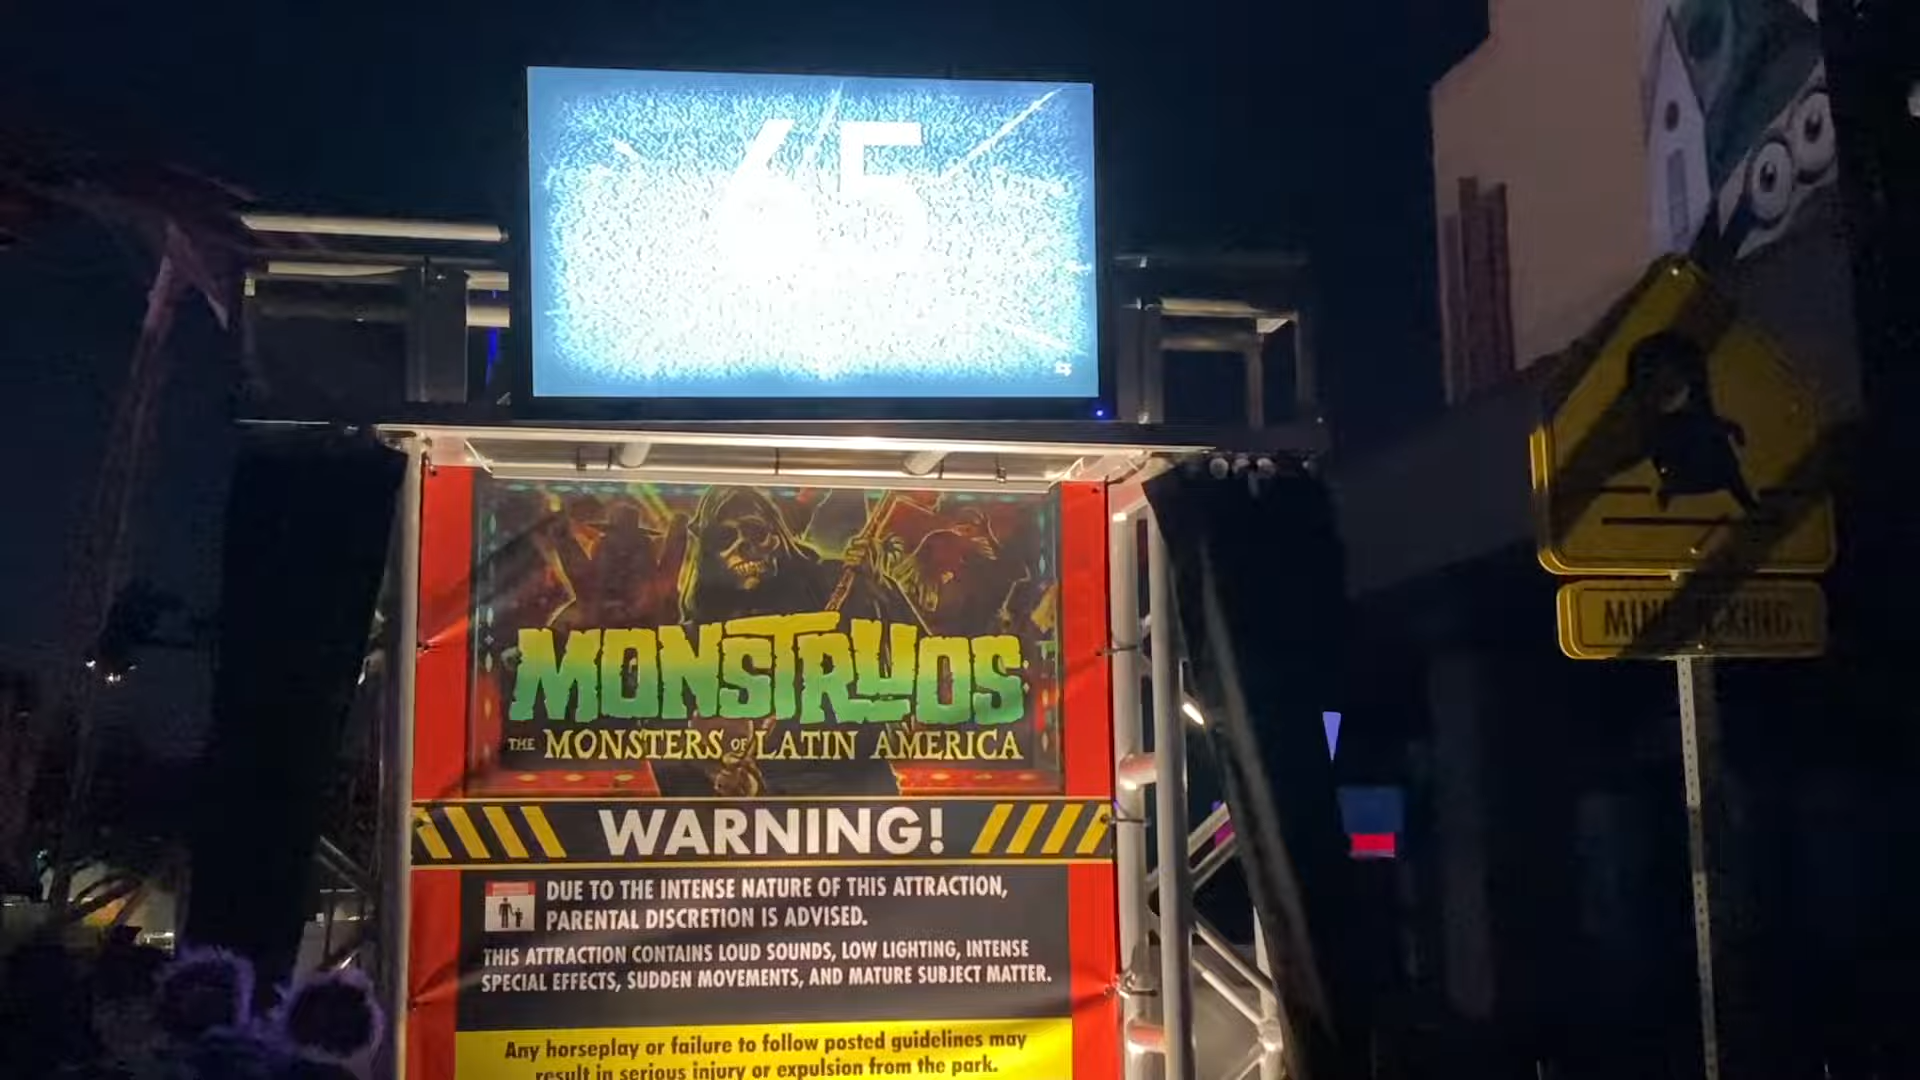 65
MONSTRUOS
THE MONSTERS OF LATIN AMERICA
WARNING!
DUE TO THE INTENSE NATURE OF THIS ATTRACTION,
PARENTAL DISCRETION IS ADVISED.
THIS ATTRACTION CONTAINS LOUD SOUNDS, LOW LIGHTING, INTENSE
SPECIAL EFFECTS, SUDDEN MOVEMENTS, AND MATURE SUBJECT MATTER.
Any horseplay or failure to follow posted guidelines may
result in serious injury or expulsion from the park.